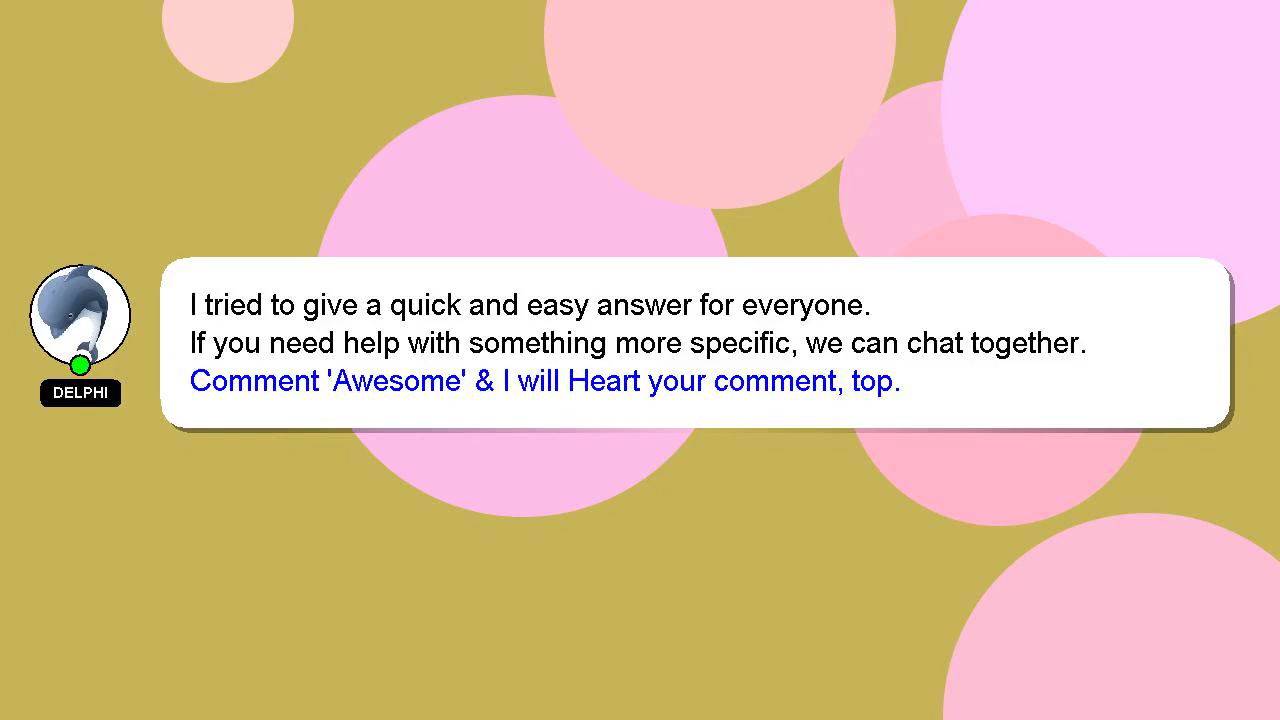 I tried to give a quick and easy answer for everyone.
If you need help with something more specific, we can chat together.
Comment 'Awesome' & I will Heart your comment, top.
DELPHI